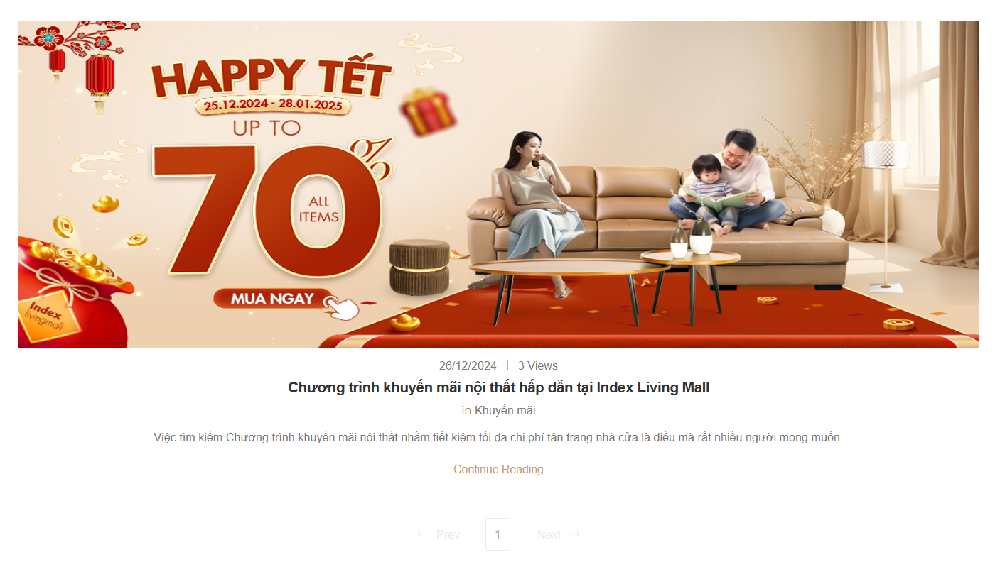 HAPPY TẾT
25.12.2024 - 28.01.2025
UP TO
70%
ALL
ITEMS
MUA NGAY
Index
livingmall
26/12/2024 | 3 Views
Chương trình khuyến mãi nội thất hấp dẫn tại Index Living Mall
in Khuyến mãi
Việc tìm kiếm Chương trình khuyến mãi nội thất nhằm tiết kiệm tối đa chi phí tân trang nhà cửa là điều mà rất nhiều người mong muốn.
Continue Reading
← Prev 1 Next →